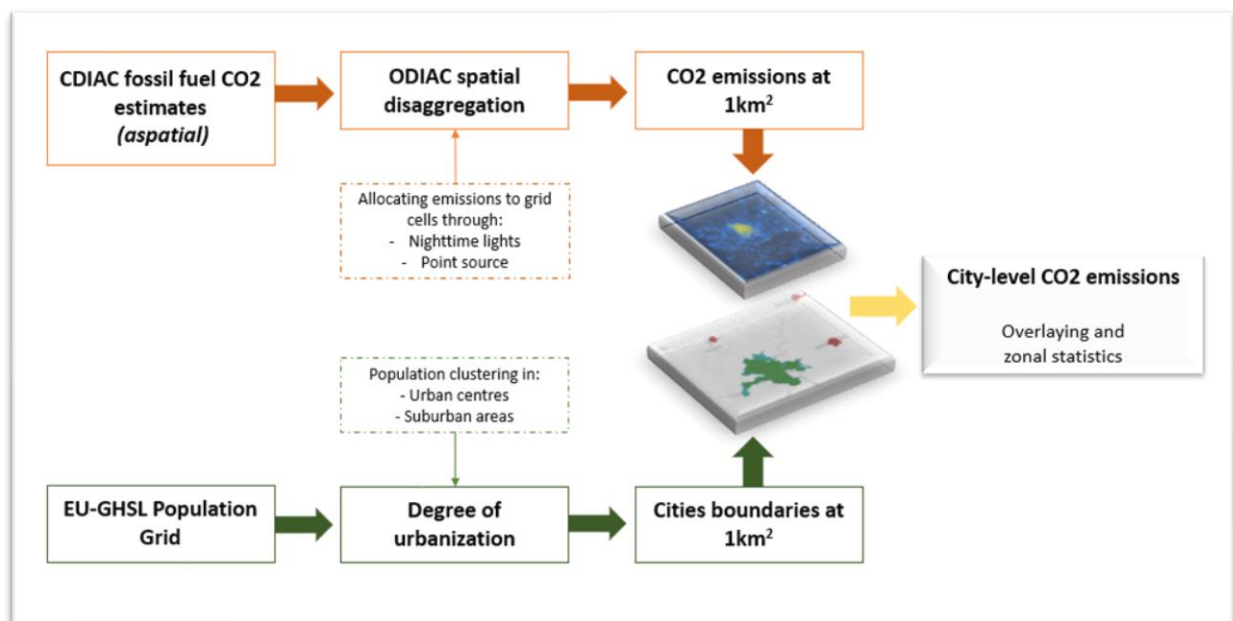 CDIAC fossil fuel CO2
estimates
(aspatial)
ODIAC spatial
disaggregation
CO2 emissions at
1km²
Allocating emissions to grid
cells through:
- Nighttime lights
- Point source
City-level CO2 emissions
Overlaying and
zonal statistics
Population clustering in:
- Urban centres
- Suburban areas
EU-GHSL Population
Grid
Degree of
urbanization
Cities boundaries at
1km²